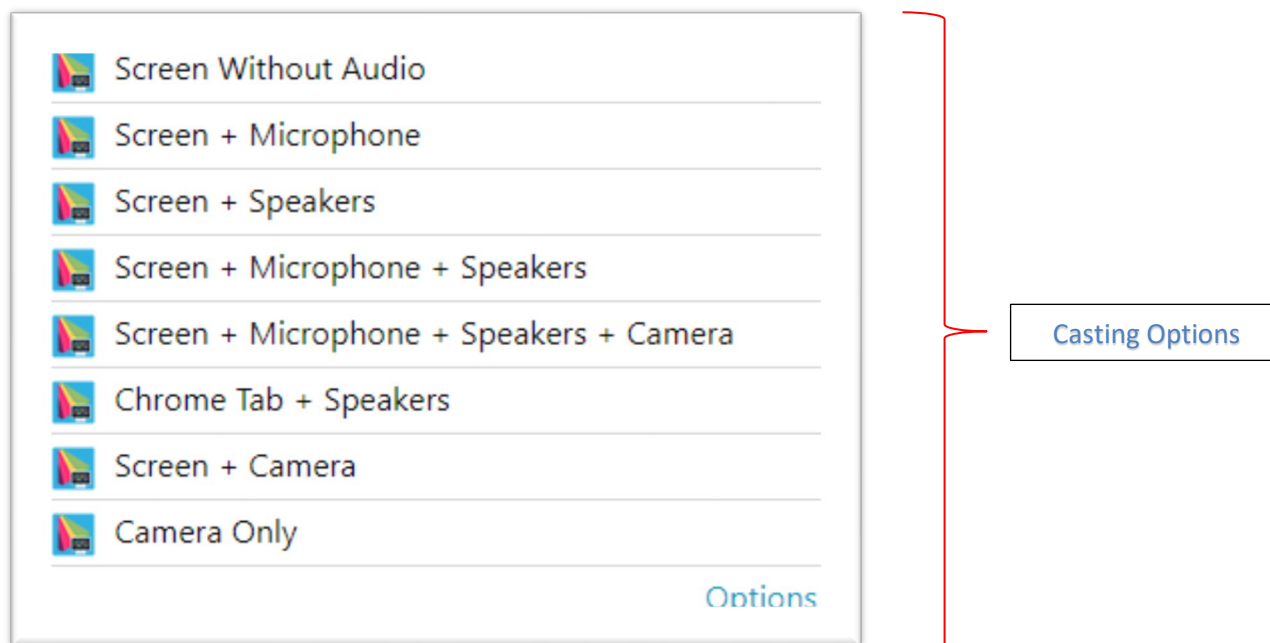 Screen Without Audio
Screen + Microphone
Screen + Speakers
Screen + Microphone + Speakers
Screen + Microphone + Speakers + Camera
Chrome Tab + Speakers
Screen + Camera
Camera Only
Options
Casting Options